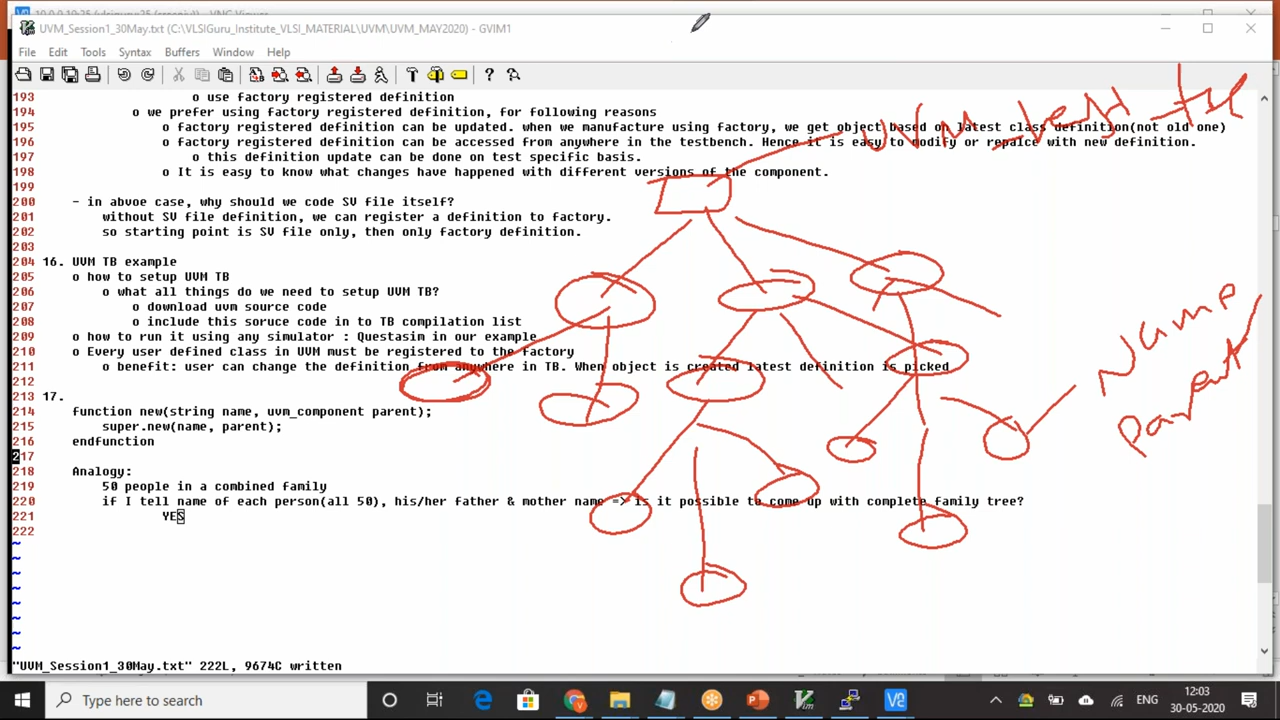 10.0.0.10:25 (vlsiguru25 (sreeniv)) - VNC Viewer
UVM_Session1_30May.txt (C:\VLSIGuru_Institute_VLSI_MATERIAL\UVM\UVM_MAY2020) - GVIM1
File Edit Tools Syntax Buffers Window Help
193 o use factory registered definition
194 o we prefer using factory registered definition, for following reasons
195 o factory registered definition can be updated. when we manufacture using factory, we get object based on latest class definition(not old one)
196 o factory registered definition can be accessed from anywhere in the testbench. Hence it is easy to modify or repalce with new definition.
197 o this definition update can be done on test specific basis.
198 o It is easy to know what changes have happened with different versions of the component.
199
200 - in abvoe case, why should we code SV file itself?
201 without SV file definition, we can register a definition to factory.
202 so starting point is SV file only, then only factory definition.
203
204 16. UVM TB example
205 o how to setup UVM TB
206 o what all things do we need to setup UVM TB?
207 o download uvm source code
208 o include this soruce code in to TB compilation list
209 o how to run it using any simulator : Questasim in our example
210 o Every user defined class in UVM must be registered to the factory
211 o benefit: user can change the definition from anywhere in TB. When object is created latest definition is picked
212
213 17.
214 function new(string name, uvm_component parent);
215 super.new(name, parent);
216 endfunction
217
218 Analogy:
219 50 people in a combined family
220 if I tell name of each person(all 50), his/her father & mother name => is it possible to come up with complete family tree?
221 YES
222
~
~
~
~
~
~
~
~
UVM_test_top
Name
Parent
"UVM_Session1_30May.txt" 222L, 9674C written
Type here to search
ENG
12:03
30-05-2020